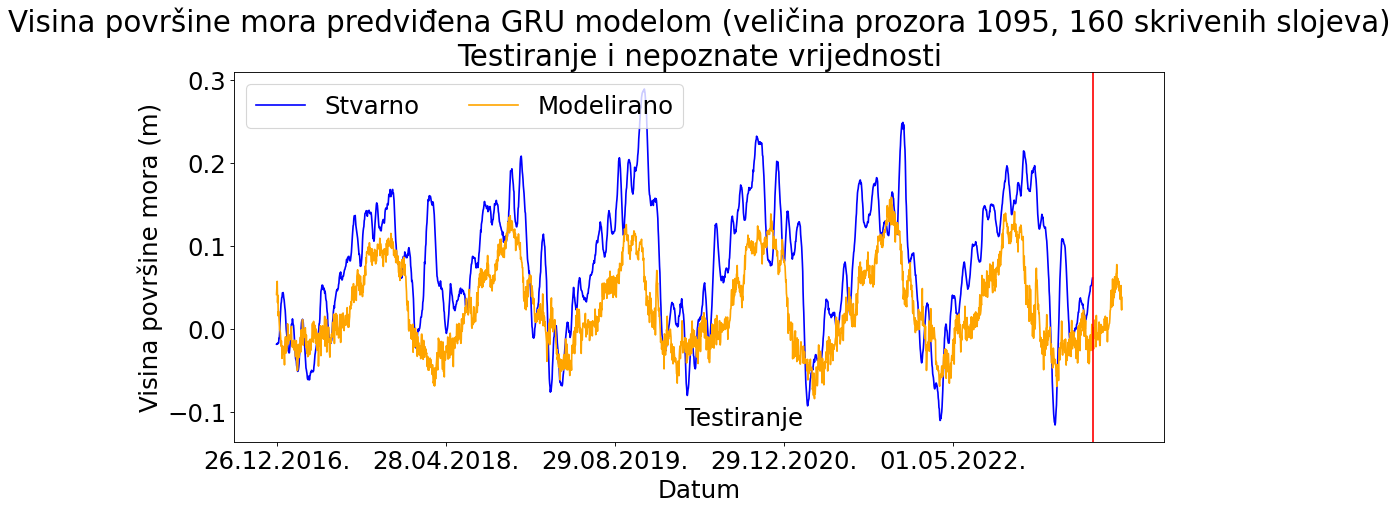 Visina površine mora predviđena GRU modelom (veličina prozora 1095, 160 skrivenih slojeva)
Testiranje i nepoznate vrijednosti
Stvarno
Modelirano
Visina površine mora (m)
0.3
0.2
0.1
0.0
−0.1
Testiranje
26.12.2016.
28.04.2018.
29.08.2019.
29.12.2020.
01.05.2022.
Datum